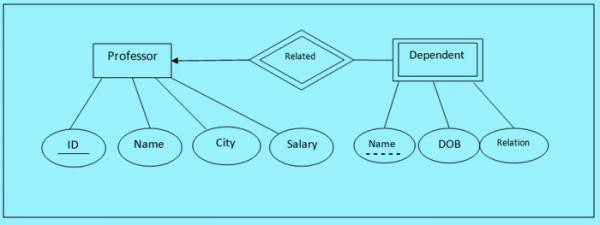 Professor
Related
Dependent
ID
Name
City
Salary
Name
DOB
Relation